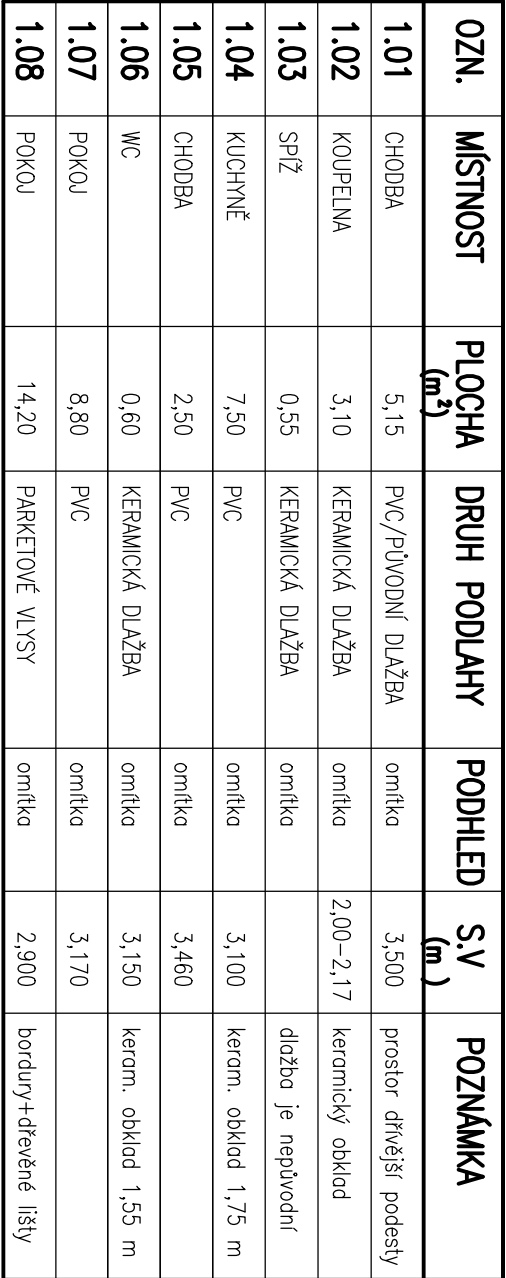 OZN. MÍSTNOST PLOCHA (m²) DRUH PODLAHY PODHLED S.V (m) POZNÁMKA
1.01 CHODBA 5,15 PVC/PŮVODNÍ DLAŽBA omítka 3,500 prostor dřívější podesty
1.02 KOUPELNA 3,10 KERAMICKÁ DLAŽBA omítka 2,00-2,17 keramický obklad
1.03 SPÍŽ 0,55 KERAMICKÁ DLAŽBA omítka dlažba je nepůvodní
1.04 KUCHYNĚ 7,50 PVC omítka 3,100 keram. obklad 1,75 m
1.05 CHODBA 2,50 PVC omítka 3,460
1.06 WC 0,60 KERAMICKÁ DLAŽBA omítka 3,150 keram. obklad 1,55 m
1.07 POKOJ 8,80 PVC omítka 3,170
1.08 POKOJ 14,20 PARKETOVÉ VLYSY omítka 2,900 bordury+dřevěné lišty